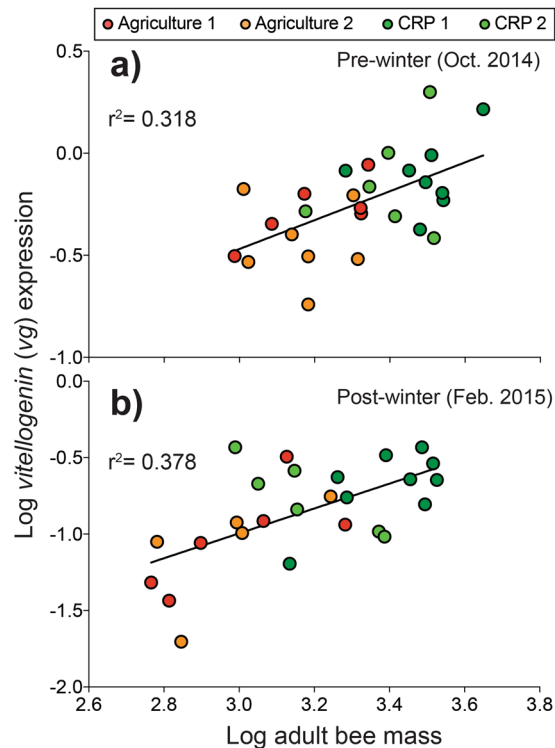 Agriculture 1 Agriculture 2 CRP 1 CRP 2
a)
Pre-winter (Oct. 2014)
r²= 0.318
0.5
0.0
-0.5
-1.0
b)
Post-winter (Feb. 2015)
r²= 0.378
0.0
-0.5
-1.0
-1.5
-2.0
Log vitellogenin (vg) expression
2.6 2.8 3.0 3.2 3.4 3.6 3.8
Log adult bee mass